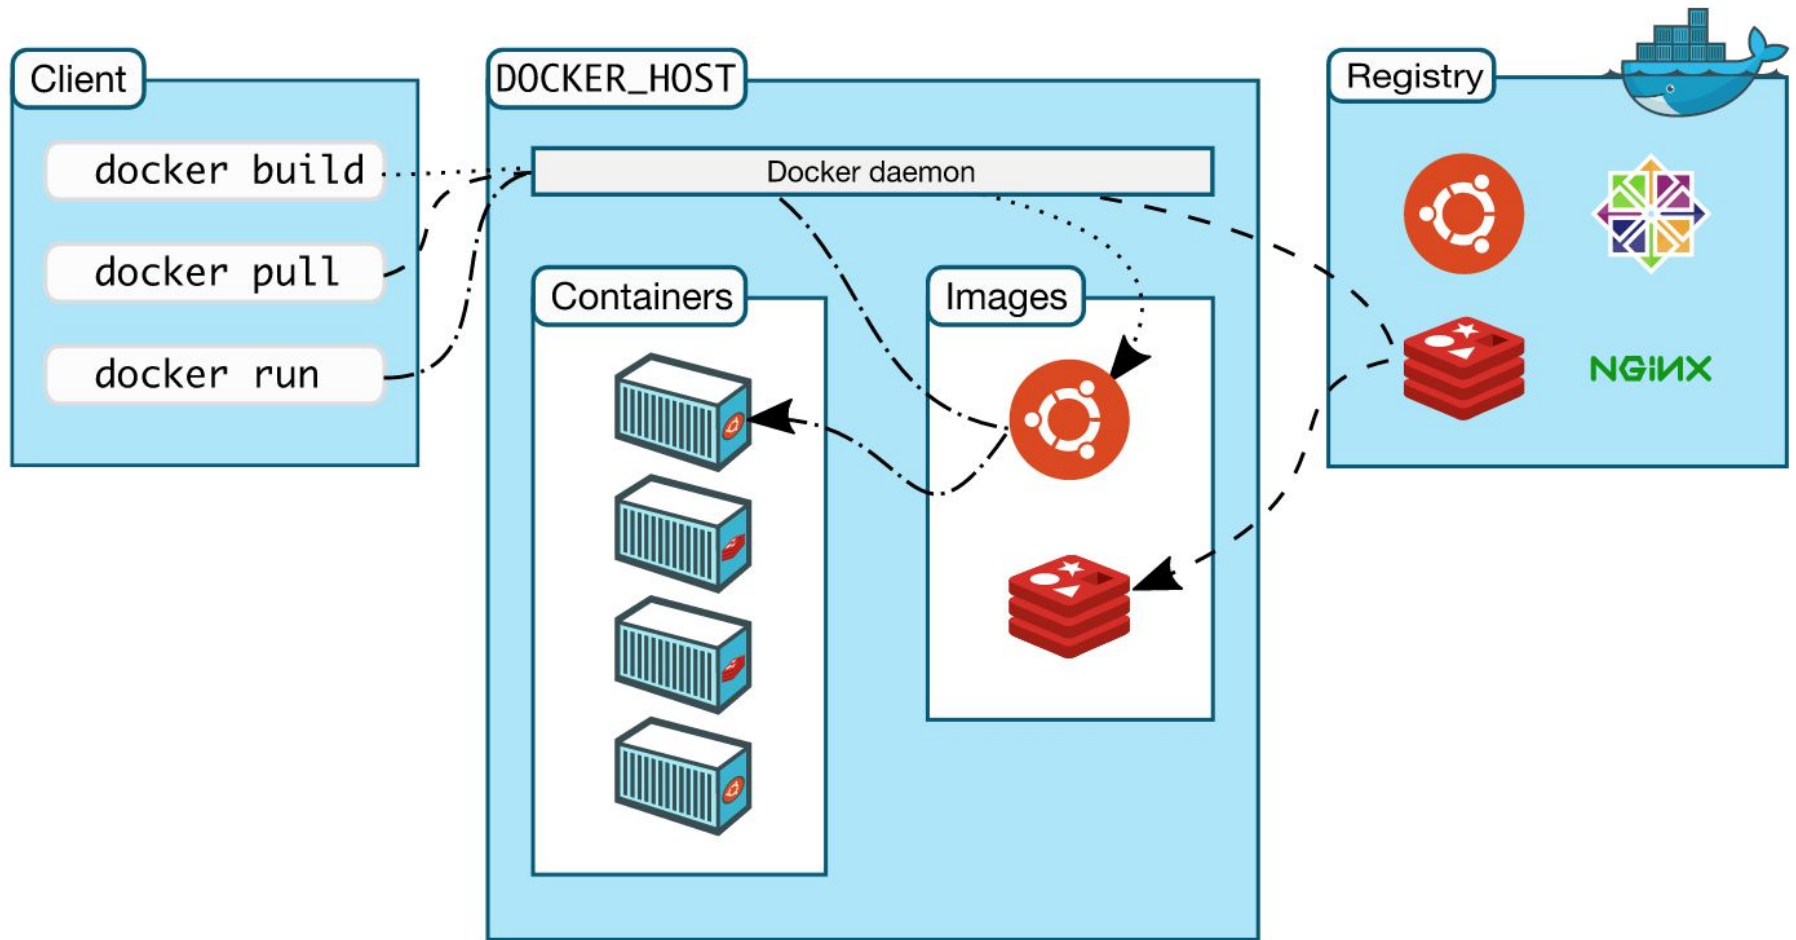 Client
docker build
docker pull
docker run
DOCKER_HOST
Docker daemon
Containers
Images
Registry
NGiNX